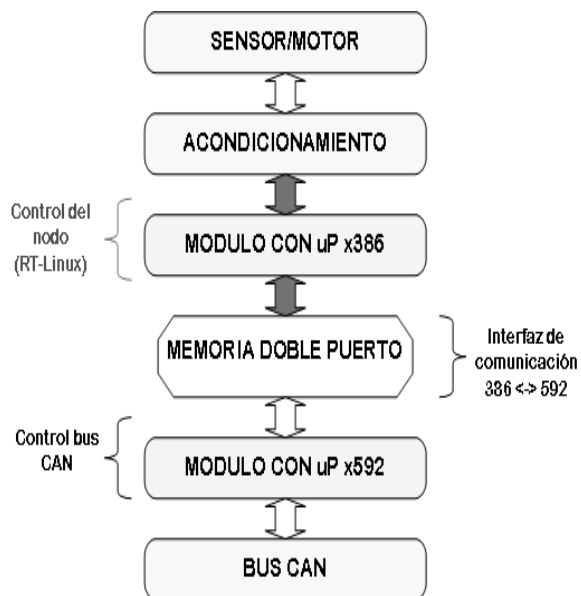 SENSOR/MOTOR
ACONDICIONAMIENTO
Control del
nodo
(RT-Linux)
MODULO CON uP x386
MEMORIA DOBLE PUERTO
Interfaz de
comunicación
386 <-> 592
Control bus
CAN
MODULO CON uP x592
BUS CAN